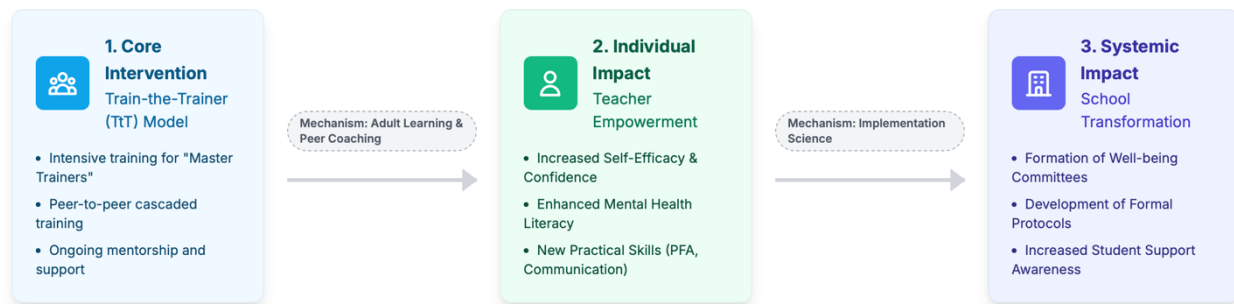 1. Core
Intervention
Train-the-Trainer
(TtT) Model
• Intensive training for "Master
Trainers"
• Peer-to-peer cascaded
training
• Ongoing mentorship and
support
Mechanism: Adult Learning &
Peer Coaching
2. Individual
Impact
Teacher
Empowerment
• Increased Self-Efficacy &
Confidence
• Enhanced Mental Health
Literacy
• New Practical Skills (PFA,
Communication)
Mechanism: Implementation
Science
3. Systemic
Impact
School
Transformation
• Formation of Well-being
Committees
• Development of Formal
Protocols
• Increased Student Support
Awareness